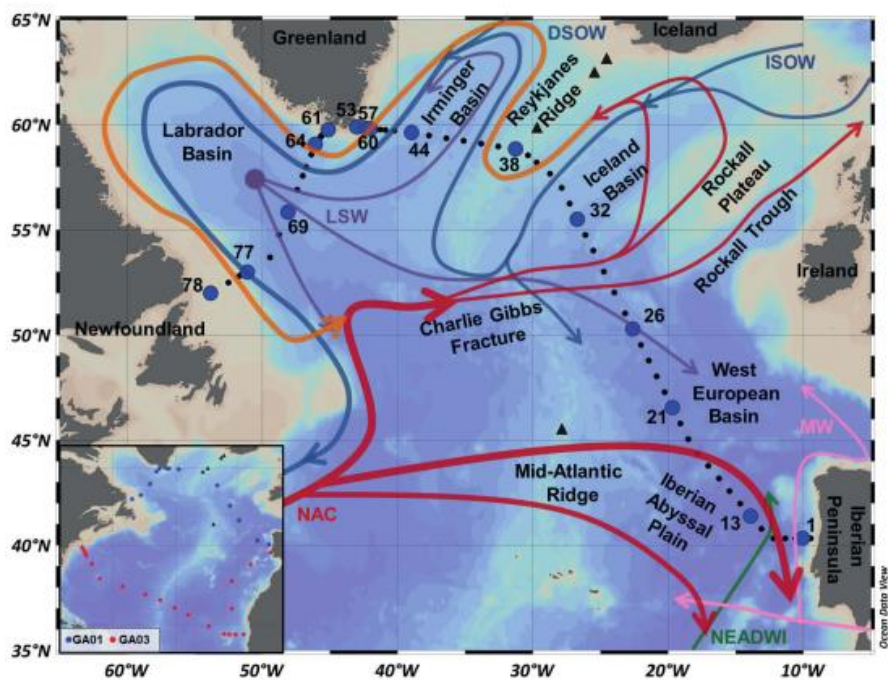 65°N
60°N
55°N
50°N
45°N
40°N
35°N
Greenland
DSOW
Iceland
ISOW
53
57
61
64
60
Irminger
Basin
44
Reykjanes
Ridge
38
Labrador
Basin
Iceland
Basin
32
Rockall
Plateau
Rockall Trough
LSW
69
77
78
Ireland
Newfoundland
Charlie Gibbs
Fracture
26
West
European
Basin
21
MW
Mid-Atlantic
Ridge
NAC
Iberian
Abyssal
Plain
13
1
Iberian
Peninsula
NEADWI
GA01
GA03
60°W
50°W
40°W
30°W
20°W
10°W
Ocean Data View